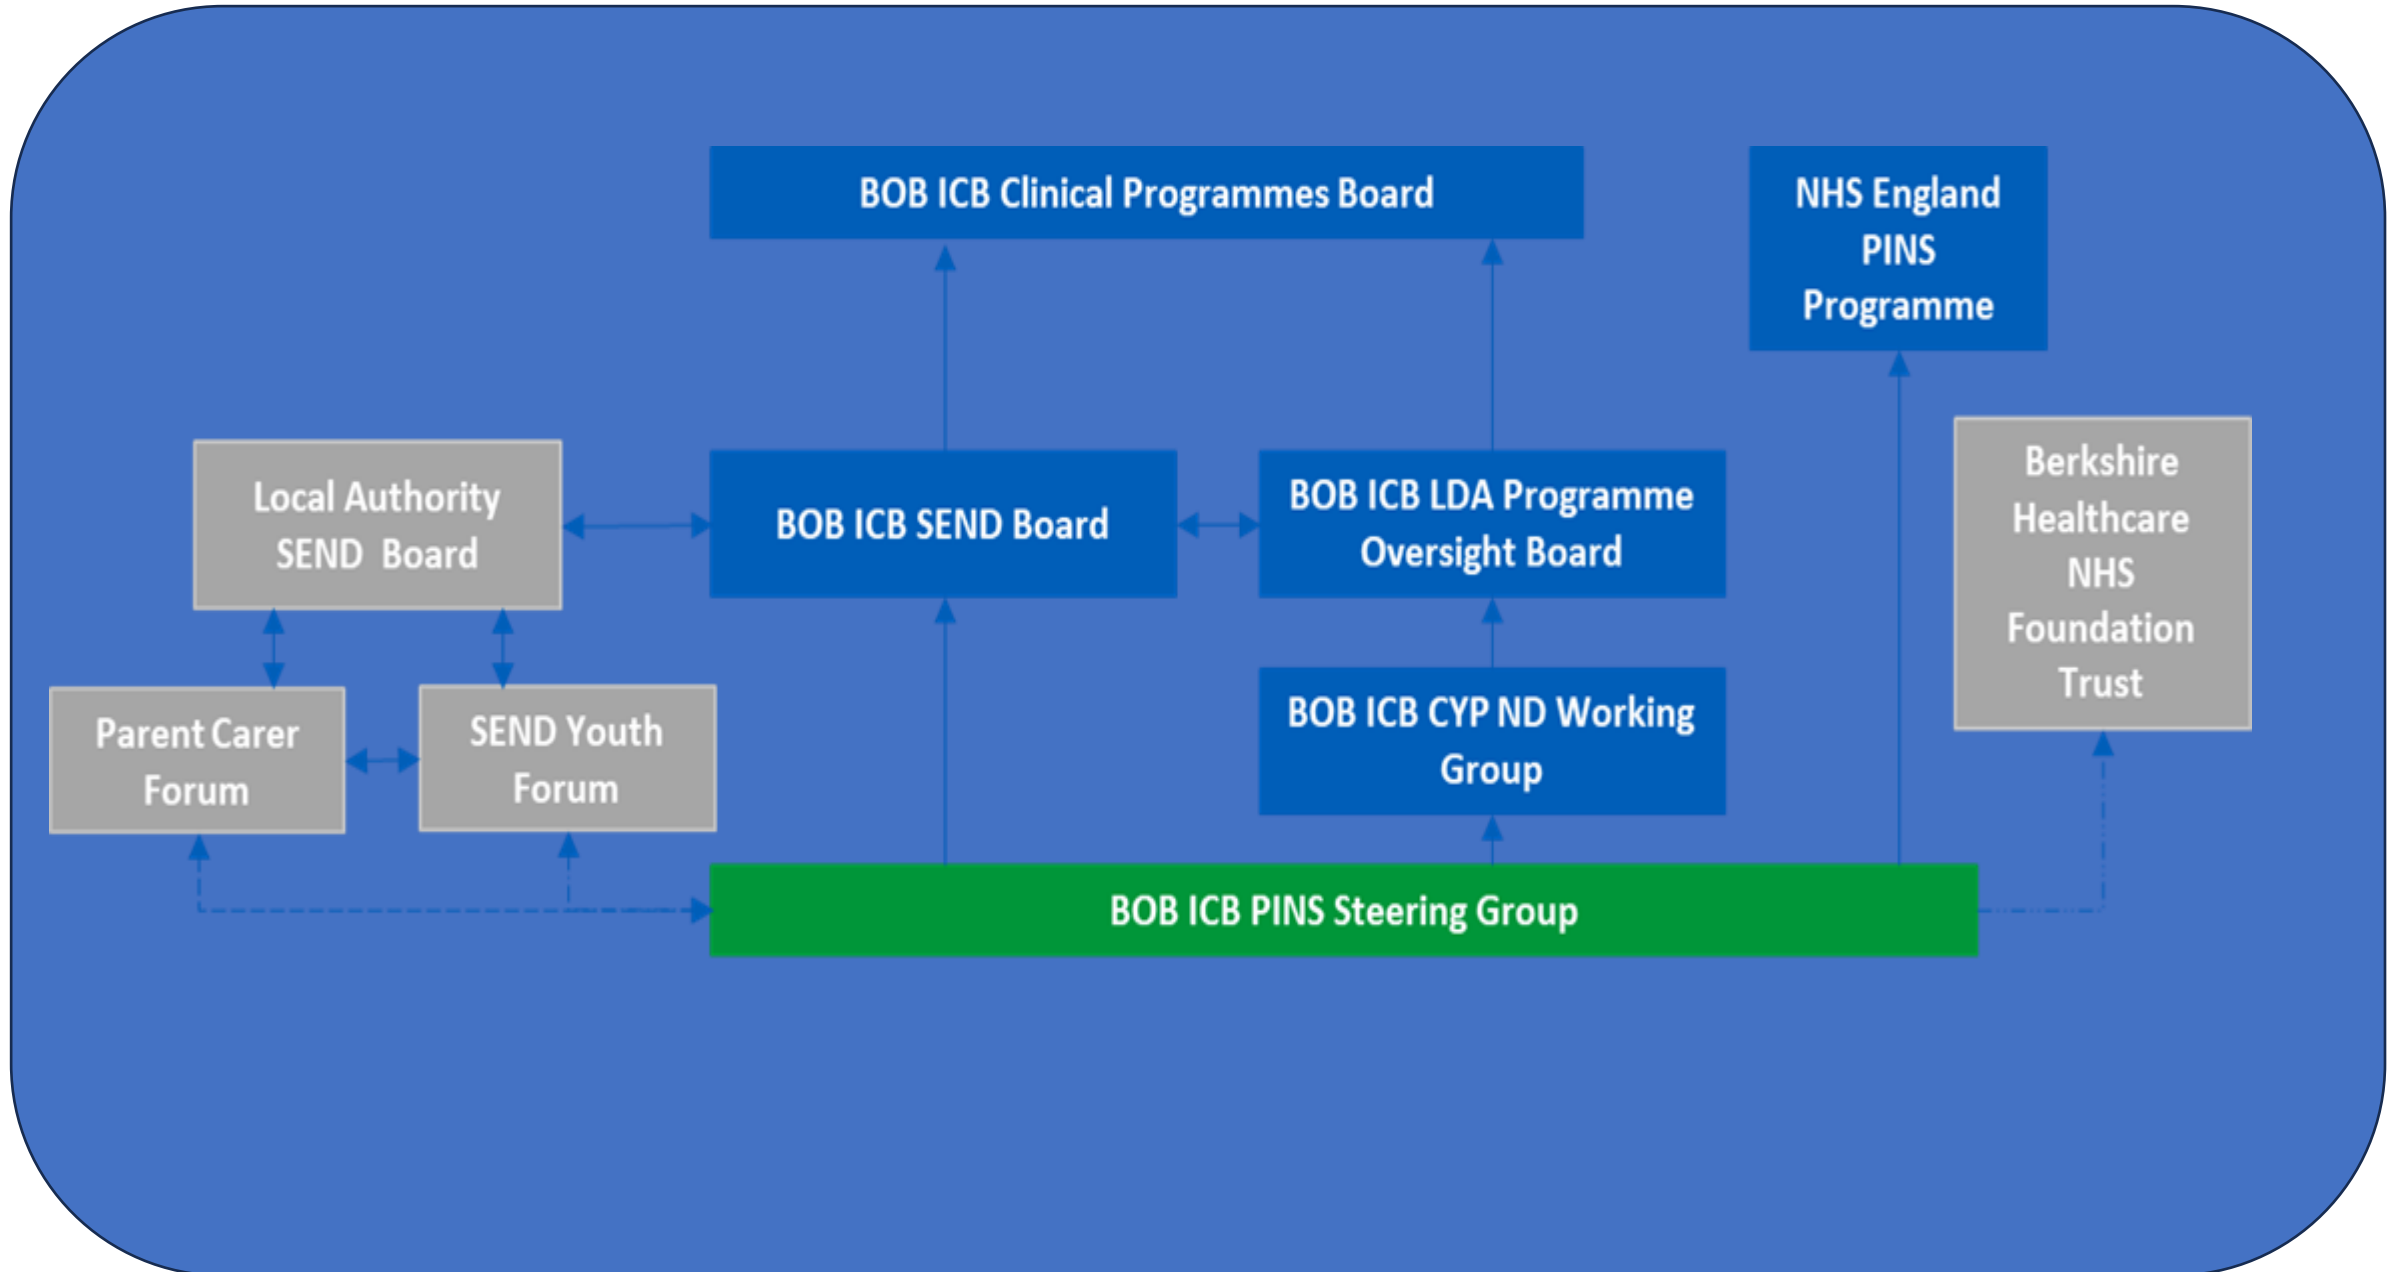 BOB ICB Clinical Programmes Board
NHS England
PINS
Programme
Local Authority
SEND  Board
BOB ICB SEND Board
BOB ICB LDA Programme
Oversight Board
Berkshire
Healthcare
NHS
Foundation
Trust
Parent Carer
Forum
SEND Youth
Forum
BOB ICB CYP ND Working
Group
BOB ICB PINS Steering Group